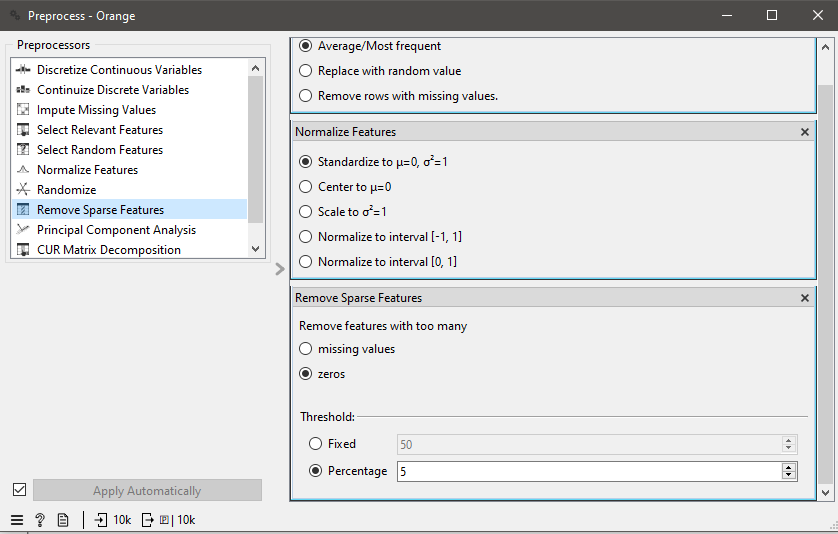 Preprocess - Orange
Preprocessors
Discretize Continuous Variables
Continuize Discrete Variables
Impute Missing Values
Select Relevant Features
Select Random Features
Normalize Features
Randomize
Remove Sparse Features
Principal Component Analysis
CUR Matrix Decomposition
Apply Automatically
Average/Most frequent
Replace with random value
Remove rows with missing values.
Normalize Features
Standardize to μ=0, σ²=1
Center to μ=0
Scale to σ²=1
Normalize to interval [-1, 1]
Normalize to interval [0, 1]
Remove Sparse Features
Remove features with too many
missing values
zeros
Threshold:
Fixed 50
Percentage 5
? 10k P | 10k